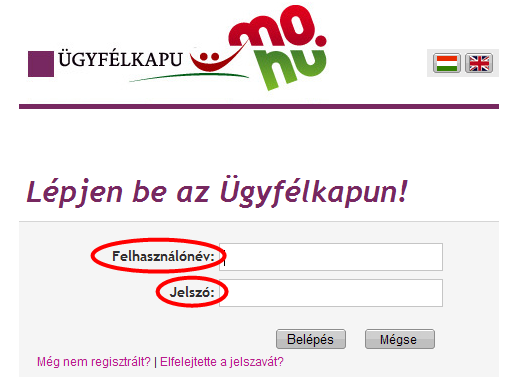 ÜGYFÉLKAPU
mo.
hu
Lépjen be az Ügyfélkapun!
Felhasználónév:
Jelszó:
Belépés Mégse
Még nem regisztrált? | Elfelejtette a jelszavát?